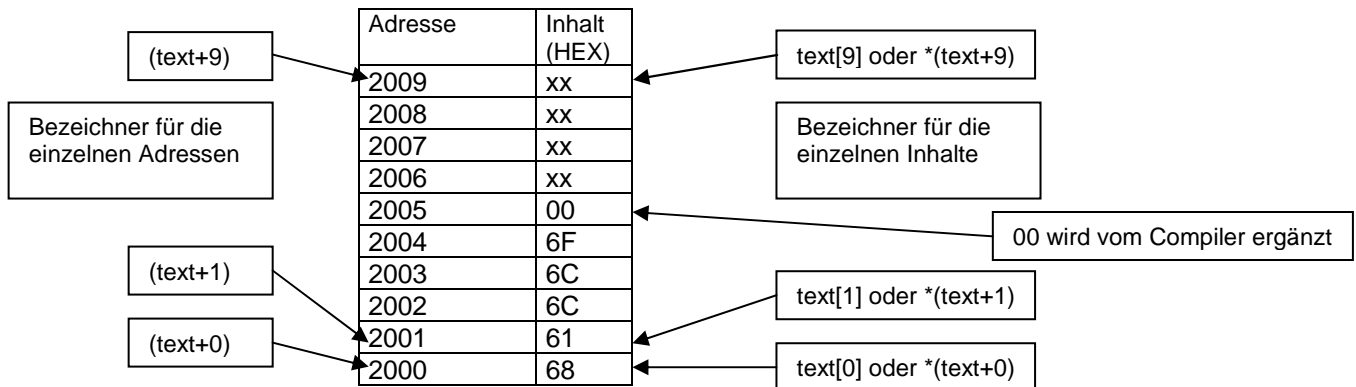 Adresse Inhalt
(HEX)
(text+9)
text[9] oder *(text+9)
2009 xx
2008 xx
Bezeichner für die
einzelnen Adressen
Bezeichner für die
einzelnen Inhalte
2007 xx
2006 xx
2005 00
00 wird vom Compiler ergänzt
2004 6F
(text+1)
2003 6C
2002 6C
text[1] oder *(text+1)
2001 61
(text+0)
2000 68
text[0] oder *(text+0)